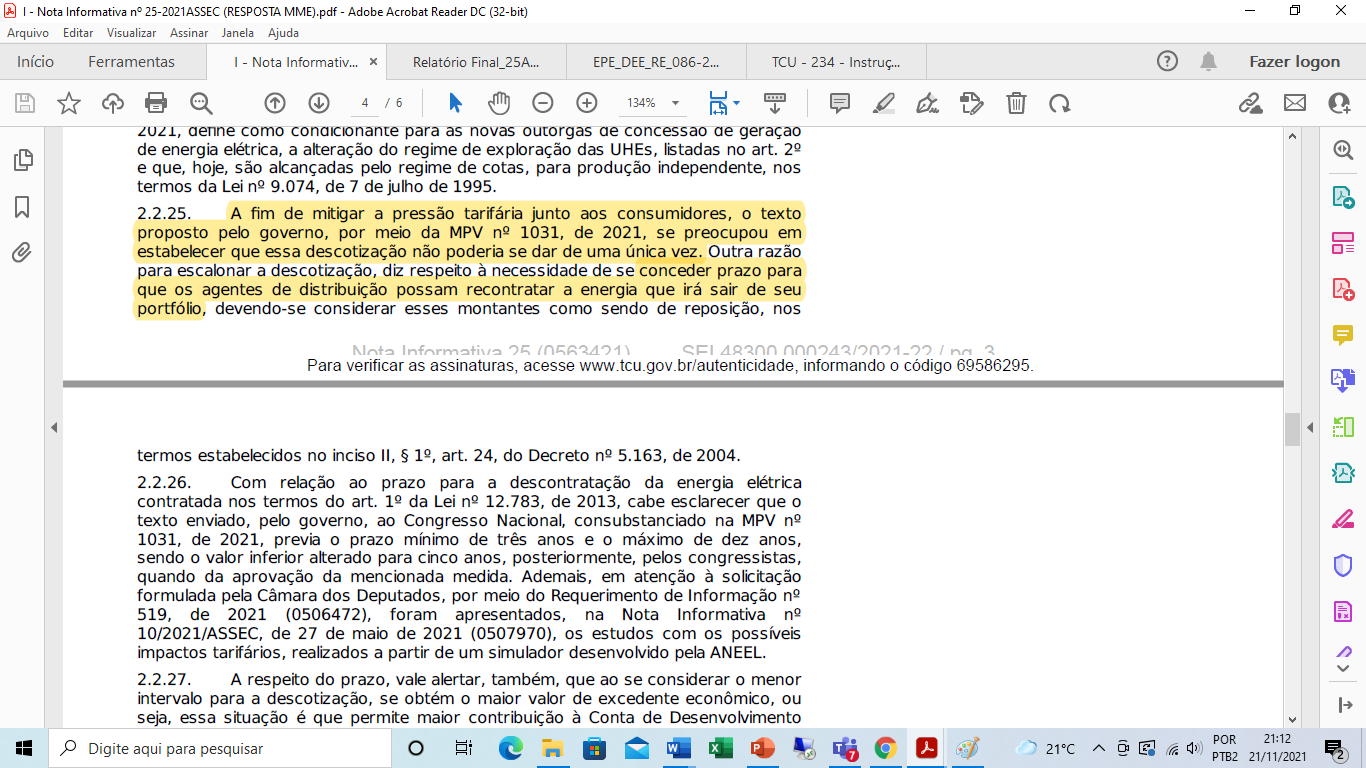 I - Nota Informativa nº 25-2021ASSEC (RESPOSTA MME).pdf - Adobe Acrobat Reader DC (32-bit)
Arquivo Editar Visualizar Assinar Janela Ajuda
Início Ferramentas I - Nota Informativ... × Relatório Final_25A... EPE_DEE_RE_086-2... TCU - 234 - Instruç... Fazer logon
4 / 6 134%
2021, define como condicionante para as novas outorgas de concessão de geração
de energia elétrica, a alteração do regime de exploração das UHEs, listadas no art. 2º
e que, hoje, são alcançadas pelo regime de cotas, para produção independente, nos
termos da Lei nº 9.074, de 7 de julho de 1995.
2.2.25. A fim de mitigar a pressão tarifária junto aos consumidores, o texto
proposto pelo governo, por meio da MPV nº 1031, de 2021, se preocupou em
estabelecer que essa descotização não poderia se dar de uma única vez. Outra razão
para escalonar a descotização, diz respeito à necessidade de se conceder prazo para
que os agentes de distribuição possam recontratar a energia que irá sair de seu
portfólio, devendo-se considerar esses montantes como sendo de reposição, nos
Nota Informativa 25 (0563421) SEI 48300.000243/2021-22 / pg. 3
Para verificar as assinaturas, acesse www.tcu.gov.br/autenticidade, informando o código 69586295.
termos estabelecidos no inciso II, § 1º, art. 24, do Decreto nº 5.163, de 2004.
2.2.26. Com relação ao prazo para a descontratação da energia elétrica
contratada nos termos do art. 1º da Lei nº 12.783, de 2013, cabe esclarecer que o
texto enviado, pelo governo, ao Congresso Nacional, consubstanciado na MPV nº
1031, de 2021, previa o prazo mínimo de três anos e o máximo de dez anos,
sendo o valor inferior alterado para cinco anos, posteriormente, pelos congressistas,
quando da aprovação da mencionada medida. Ademais, em atenção à solicitação
formulada pela Câmara dos Deputados, por meio do Requerimento de Informação nº
519, de 2021 (0506472), foram apresentados, na Nota Informativa nº
10/2021/ASSEC, de 27 de maio de 2021 (0507970), os estudos com os possíveis
impactos tarifários, realizados a partir de um simulador desenvolvido pela ANEEL.
2.2.27. A respeito do prazo, vale alertar, também, que ao se considerar o menor
intervalo para a descotização, se obtém o maior valor de excedente econômico, ou
seja, essa situação é que permite maior contribuição à Conta de Desenvolvimento
Digite aqui para pesquisar 7 21°C POR 21:12
PTB2 21/11/2021 2